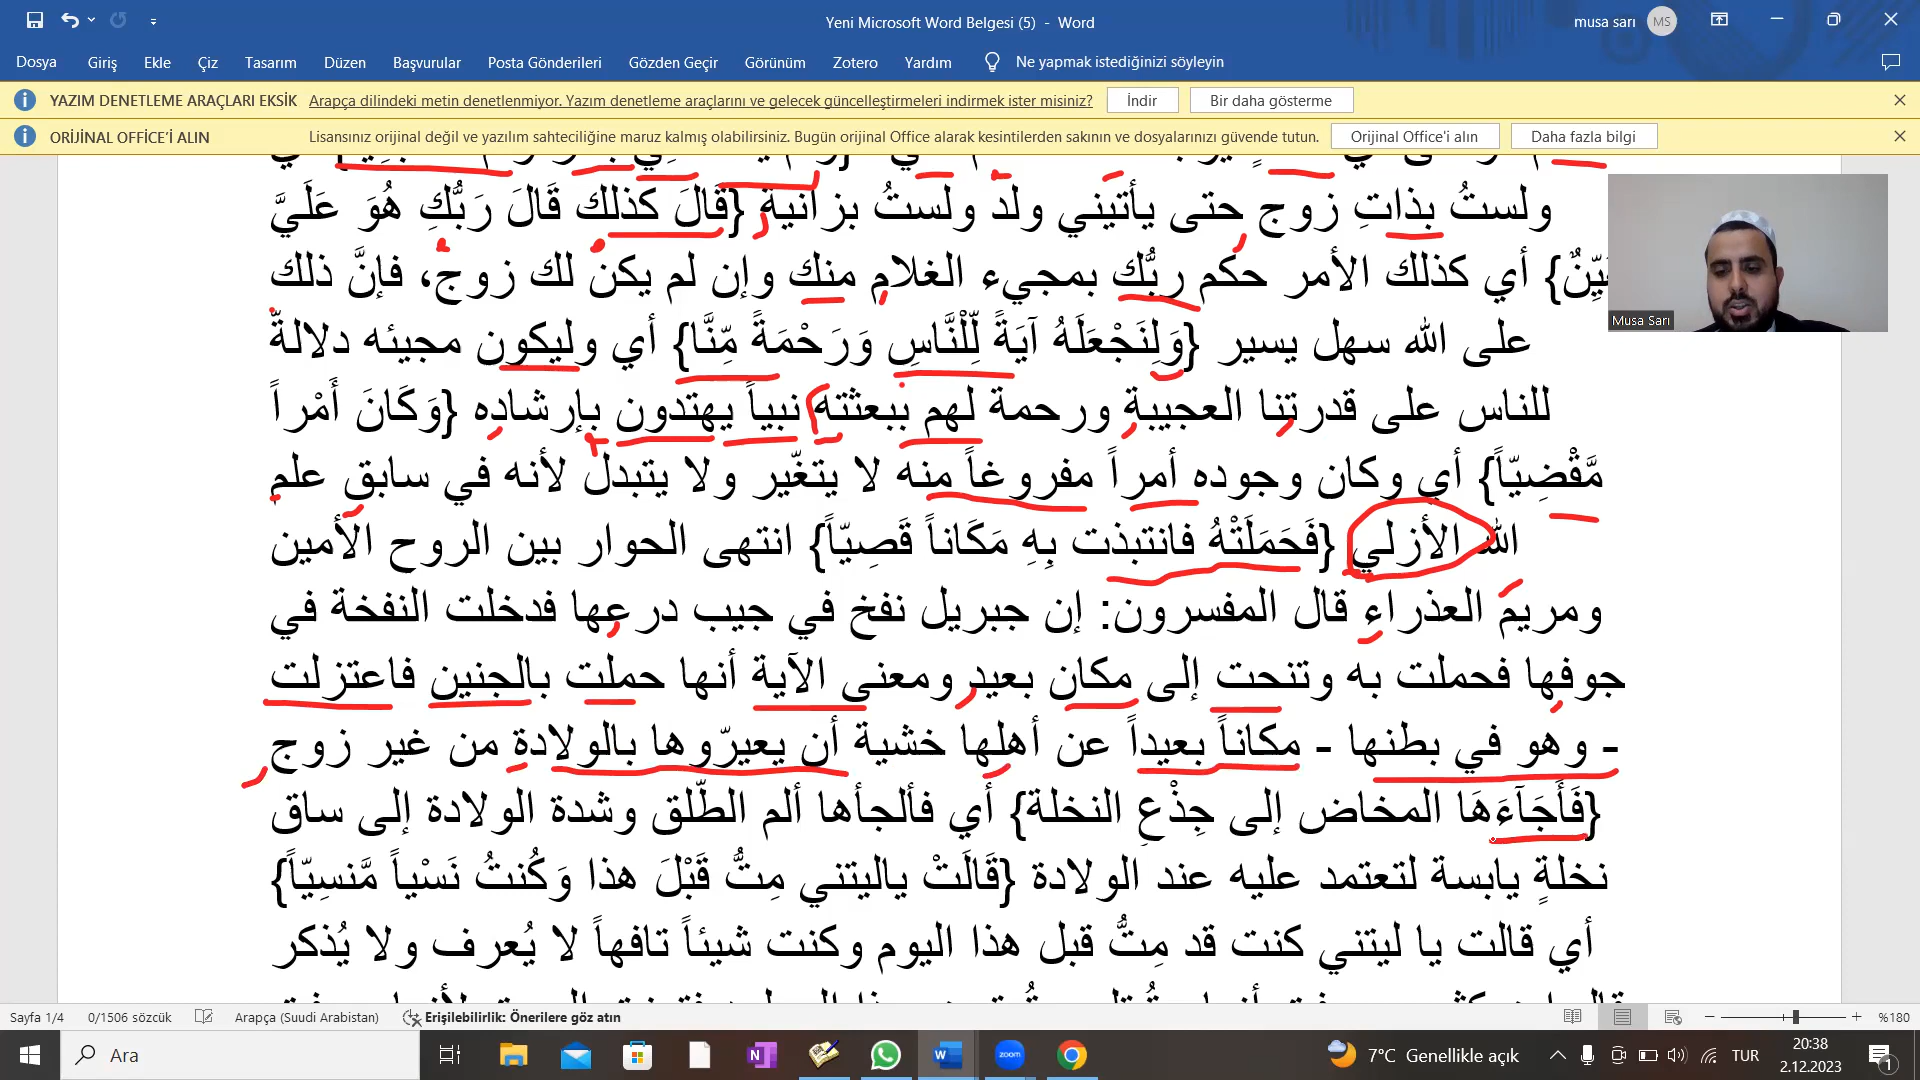 Yeni Microsoft Word Belgesi (5) - Word
musa sarı
MS
Dosya Giriş Ekle Çiz Tasarım Düzen Başvurular Posta Gönderileri Gözden Geçir Görünüm Zotero Yardım Ne yapmak istediğinizi söyleyin
YAZIM DENETLEME ARAÇLARI EKSİK Arapça dilindeki metin denetlenmiyor. Yazım denetleme araçlarını ve gelecek güncelleştirmeleri indirmek ister misiniz? İndir Bir daha gösterme
ORİJİNAL OFFİCE'İ ALIN Lisansınız orijinal değil ve yazılım sahteciliğine maruz kalmış olabilirsiniz. Bugün orijinal Office alarak kesintilerden sakının ve dosyalarınızı güvende tutun. Orijinal Office'i alın Daha fazla bilgi
ولستُ بذاتِ زوج حتى يأتيني ولد ولستُ بزانية {قَالَ كذلك قَالَ رَبُّكِ هُوَ عَلَيَّ
هَيِّنٌ} أي كذلك الأمر حكم ربُّك بمجيء الغلام منك وإن لم يكن لك زوج، فإنَّ ذلك
على الله سهل يسير {وَلِنَجْعَلَهُ آيَةً لِّلْنَّاسِ وَرَحْمَةً مِّنَّا} أي وليكون مجيئه دلالةً
للناس على قدرتنا العجيبة ورحمة لهم ببعثته نبياً يهتدون بإرشاده {وَكَانَ أَمْراً
مَّقْضِيّاً} أي وكان وجوده أمراً مفروغاً منه لا يتغّير ولا يتبدل لأنه في سابق علم
الله الأزلي {فَحَمَلَتْهُ فانتبذت بِهِ مَكَاناً قَصِيّاً} انتهى الحوار بين الروح الأمين
ومريم العذراء قال المفسرون: إن جبريل نفخ في جيب درعها فدخلت النفخة في
جوفها فحملت به وتنحت إلى مكان بعيد ومعنى الآية أنها حملت بالجنين فاعتزلت
- وهو في بطنها - مكاناً بعيداً عن أهلها خشية أن يعيرّوها بالولادة من غير زوج
{فَأَجَآءَهَا المخاض إلى جِذْعِ النخلة} أي فألجأها ألم الطّلق وشدة الولادة إلى ساق
نخلةٍ يابسة لتعتمد عليه عند الولادة {قَالَتْ ياليتني مِتُّ قَبْلَ هذا وَكُنتُ نَسْياً مَّنسِيّاً}
أي قالت يا ليتني كنت قد مِتُّ قبل هذا اليوم وكنت شيئاً تافهاً لا يُعرف ولا يُذكر
Musa Sarı
Sayfa 1/4 0/1506 sözcük Arapça (Suudi Arabistan) Erişilebilirlik: Önerilere göz atın %180
Ara
zoom
7°C Genellikle açık
TUR
20:38
2.12.2023
1